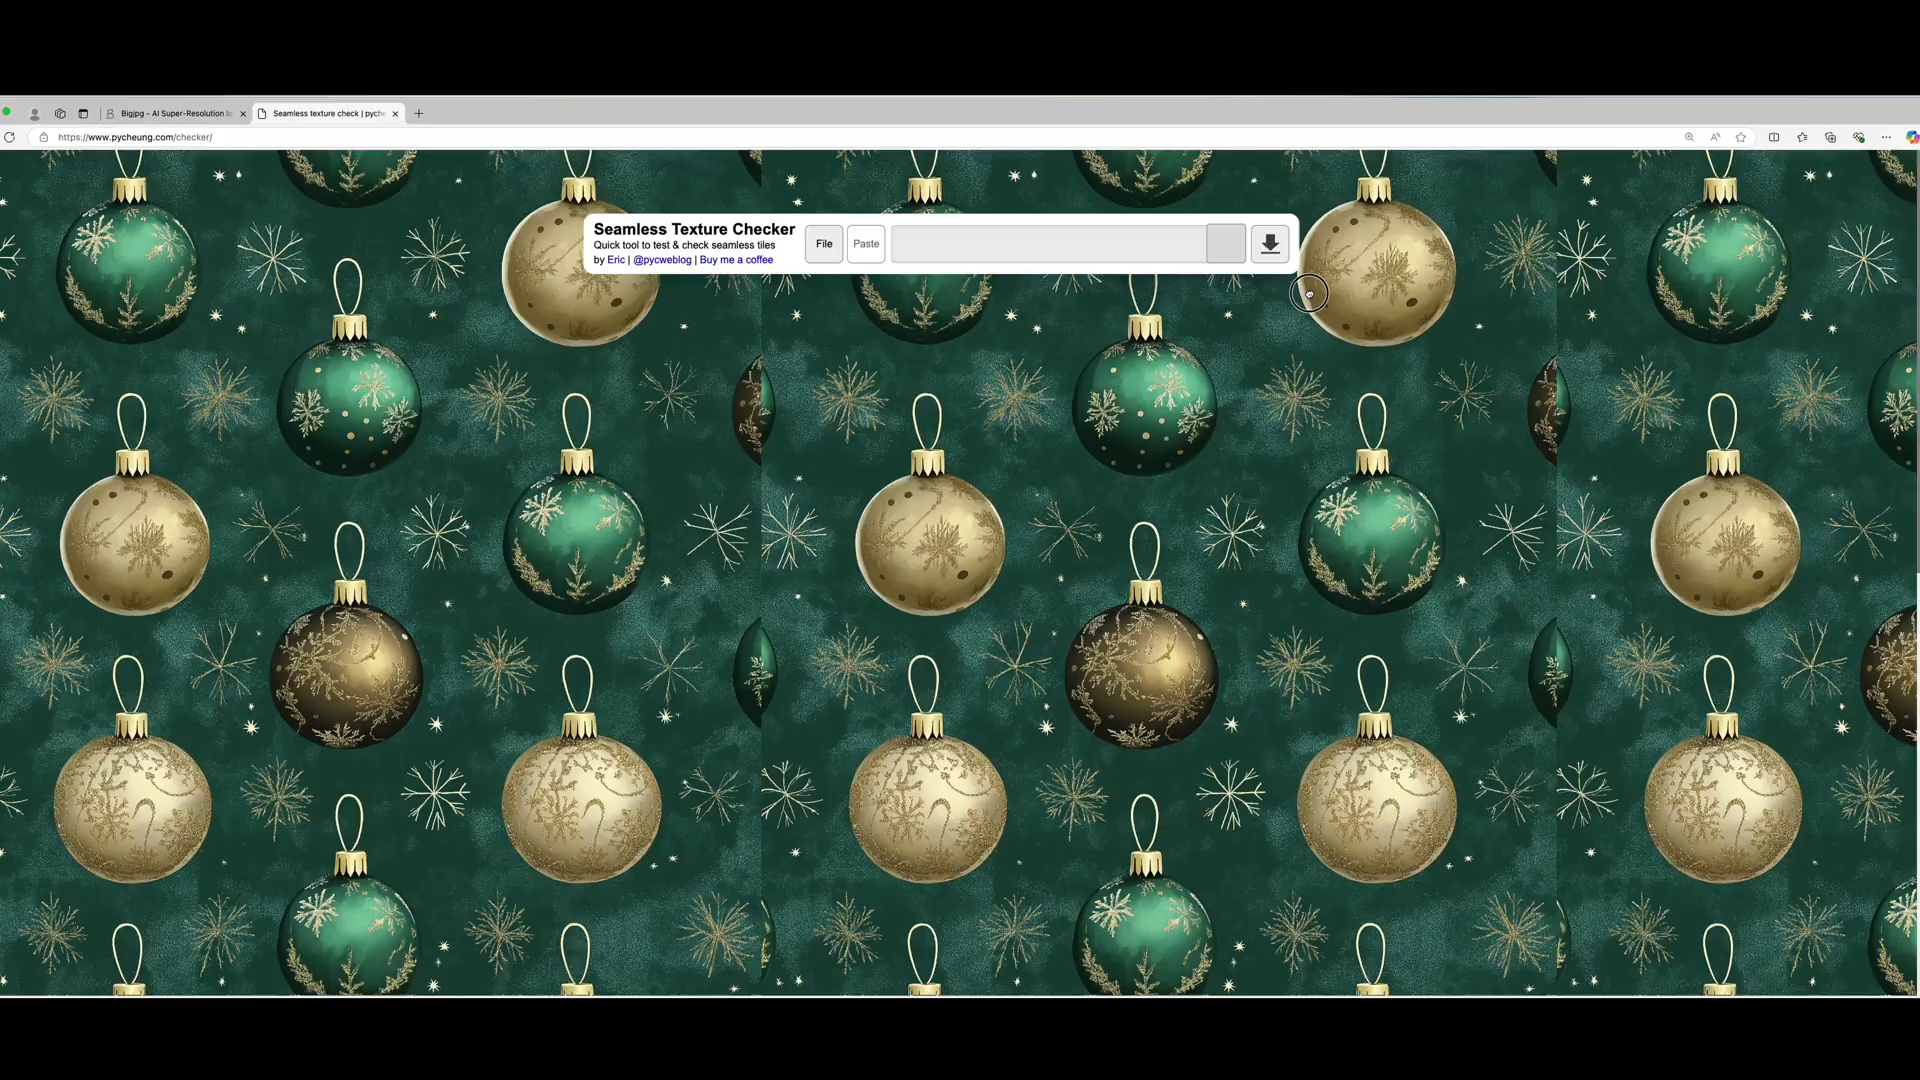 Bigjpg - AI Super-Resolution
Seamless texture check | pyche
https://www.pycheung.com/checker/
Seamless Texture Checker
Quick tool to test & check seamless tiles
by Eric | @pycweblog | Buy me a coffee
File
Paste